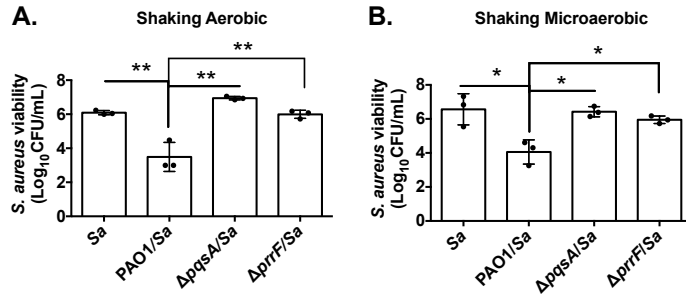 A.
Shaking Aerobic
**
**
**
S. aureus viability
(Log10CFU/mL)
8
6
4
2
0
Sa
PAO1/Sa
ΔpqsA/Sa
ΔprrF/Sa
B.
Shaking Microaerobic
*
*
*
S. aureus viability
(Log10CFU/mL)
8
6
4
2
0
Sa
PAO1/Sa
ΔpqsA/Sa
ΔprrF/Sa